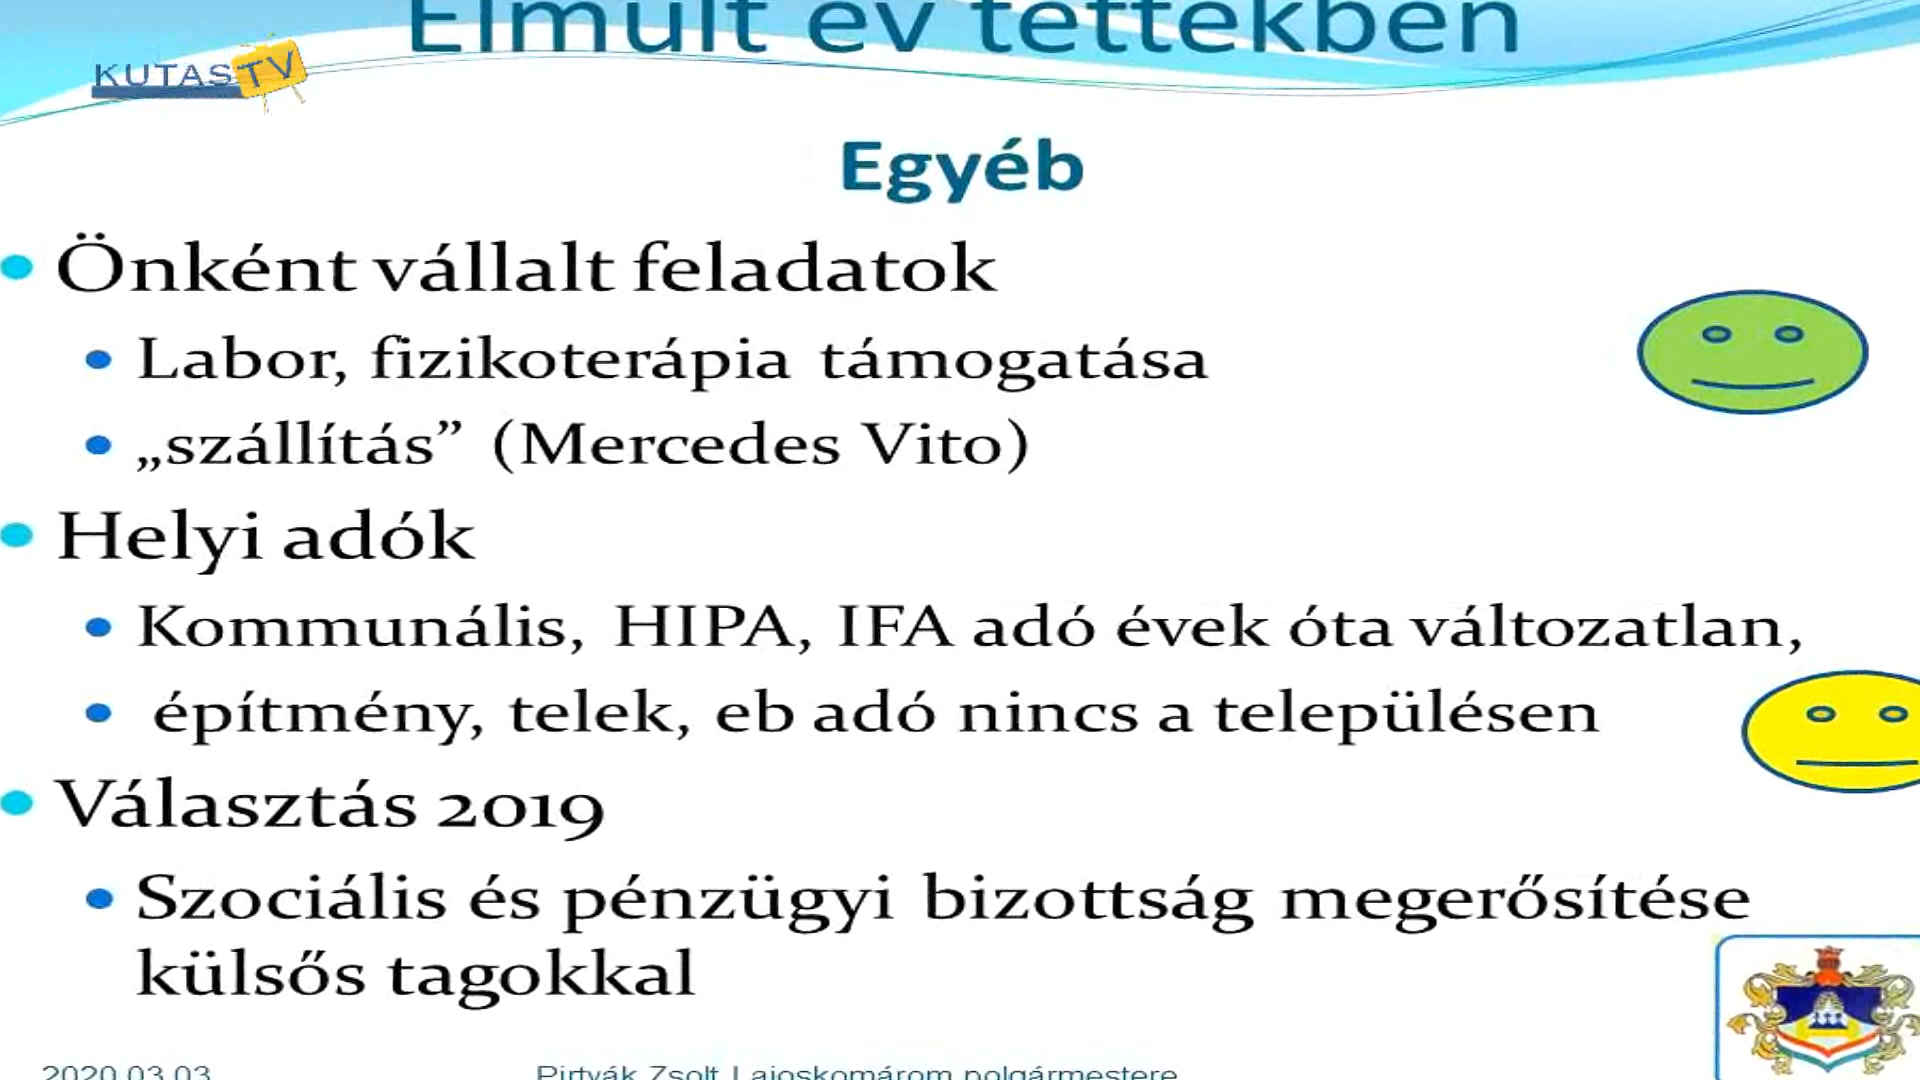 Elmúlt év tettekben
KUTAS TV
Egyéb
Önként vállalt feladatok
Labor, fizikoterápia támogatása
„szállítás” (Mercedes Vito)
Helyi adók
Kommunális, HIPA, IFA adó évek óta változatlan,
építmény, telek, eb adó nincs a településen
Választás 2019
Szociális és pénzügyi bizottság megerősítése
külsős tagokkal
2020.03.03.
Pirtyák Zsolt Lajoskomárom polgármestere